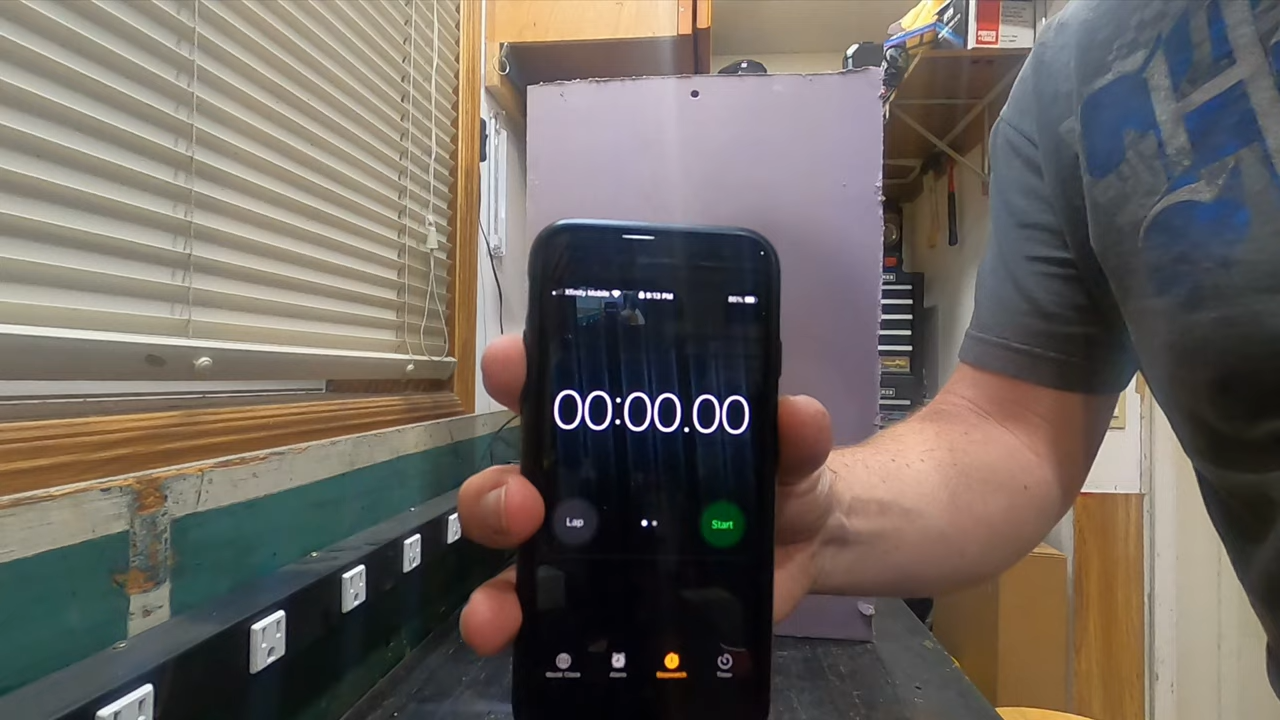 Xfinity Mobile 9:13 PM 86%
00:00.00
Lap Start
World Clock Alarm Stopwatch Timer